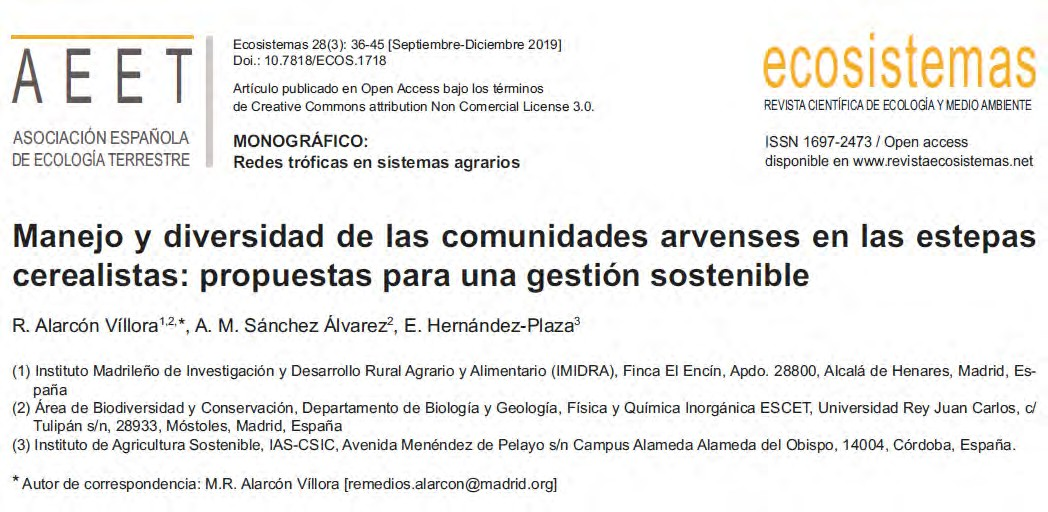 AEET
ASOCIACIÓN ESPAÑOLA
DE ECOLOGÍA TERRESTRE
Ecosistemas 28(3): 36-45 [Septiembre-Diciembre 2019]
Doi.: 10.7818/ECOS.1718
Artículo publicado en Open Access bajo los términos
de Creative Commons attribution Non Comercial License 3.0.
MONOGRÁFICO:
Redes tróficas en sistemas agrarios
ecosistemas
REVISTA CIENTÍFICA DE ECOLOGÍA Y MEDIO AMBIENTE
ISSN 1697-2473 / Open access
disponible en www.revistaecosistemas.net
Manejo y diversidad de las comunidades arvenses en las estepas
cerealistas: propuestas para una gestión sostenible
R. Alarcón Víllora1,2,*, A. M. Sánchez Álvarez2, E. Hernández-Plaza3
(1) Instituto Madrileño de Investigación y Desarrollo Rural Agrario y Alimentario (IMIDRA), Finca El Encín, Apdo. 28800, Alcalá de Henares, Madrid, Es-
paña
(2) Área de Biodiversidad y Conservación, Departamento de Biología y Geología, Física y Química Inorgánica ESCET, Universidad Rey Juan Carlos, c/
Tulipán s/n, 28933, Móstoles, Madrid, España
(3) Instituto de Agricultura Sostenible, IAS-CSIC, Avenida Menéndez de Pelayo s/n Campus Alameda Alameda del Obispo, 14004, Córdoba, España.
* Autor de correspondencia: M.R. Alarcón Víllora [remedios.alarcon@madrid.org]